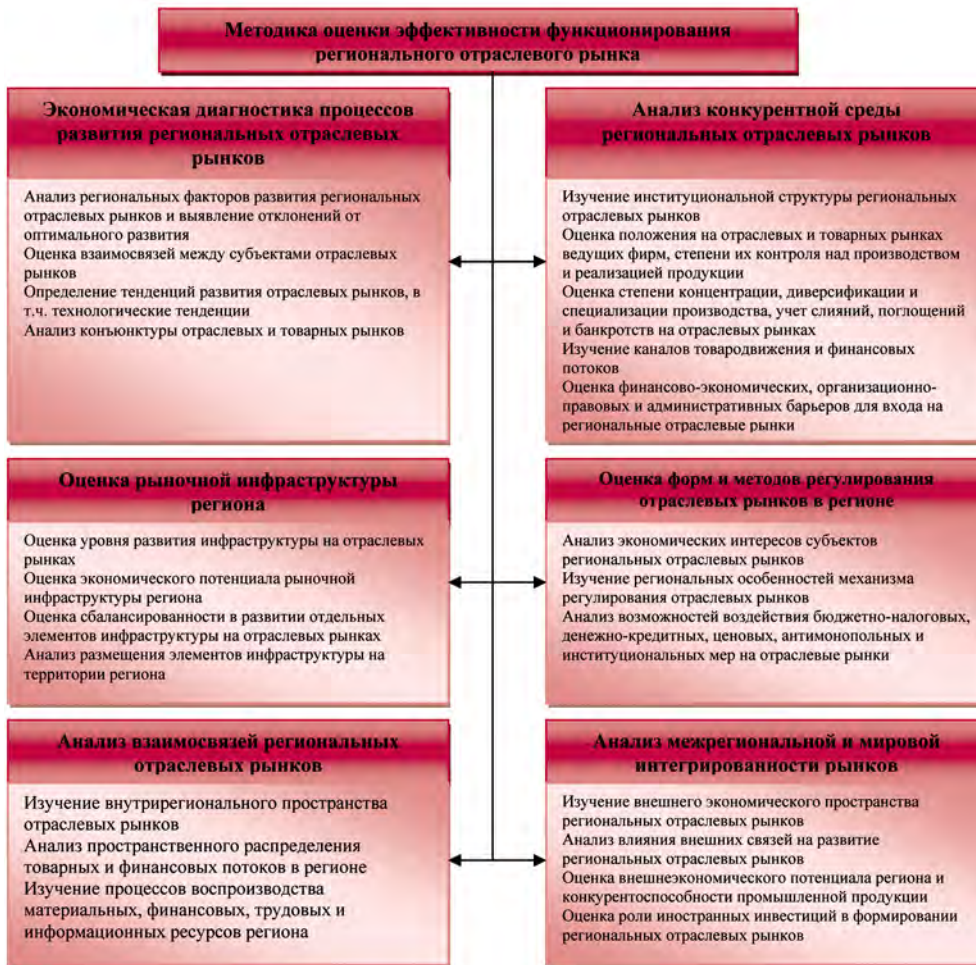 Методика оценки эффективности функционирования
регионального отраслевого рынка
Экономическая диагностика процессов
развития региональных отраслевых
рынков
Анализ региональных факторов развития региональных
отраслевых рынков и выявление отклонений от
оптимального развития
Оценка взаимосвязей между субъектами отраслевых
рынков
Определение тенденций развития отраслевых рынков, в
т.ч. технологические тенденции
Анализ конъюнктуры отраслевых и товарных рынков
Анализ конкурентной среды
региональных отраслевых рынков
Изучение институциональной структуры региональных
отраслевых рынков
Оценка положения на отраслевых и товарных рынках
ведущих фирм, степени их контроля над производством
и реализацией продукции
Оценка степени концентрации, диверсификации и
специализации производства, учет слияний, поглощений
и банкротств на отраслевых рынках
Изучение каналов товародвижения и финансовых
потоков
Оценка финансово-экономических, организационно-
правовых и административных барьеров для входа на
региональные отраслевые рынки
Оценка рыночной инфраструктуры
региона
Оценка уровня развития инфраструктуры на отраслевых
рынках
Оценка экономического потенциала рыночной
инфраструктуры региона
Оценка сбалансированности в развитии отдельных
элементов инфраструктуры на отраслевых рынках
Анализ размещения элементов инфраструктуры на
территории региона
Оценка форм и методов регулирования
отраслевых рынков в регионе
Анализ экономических интересов субъектов
региональных отраслевых рынков
Изучение региональных особенностей механизма
регулирования отраслевых рынков
Анализ возможностей воздействия бюджетно-налоговых,
денежно-кредитных, ценовых, антимонопольных и
институциональных мер на отраслевые рынки
Анализ взаимосвязей региональных
отраслевых рынков
Изучение внутрирегионального пространства
отраслевых рынков
Анализ пространственного распределения
товарных и финансовых потоков в регионе
Изучение процессов воспроизводства
материальных, финансовых, трудовых и
информационных ресурсов региона
Анализ межрегиональной и мировой
интегрированности рынков
Изучение внешнего экономического пространства
региональных отраслевых рынков
Анализ влияния внешних связей на развитие
региональных отраслевых рынков
Оценка внешнеэкономического потенциала региона и
конкурентоспособности промышленной продукции
Оценка роли иностранных инвестиций в формировании
региональных отраслевых рынков